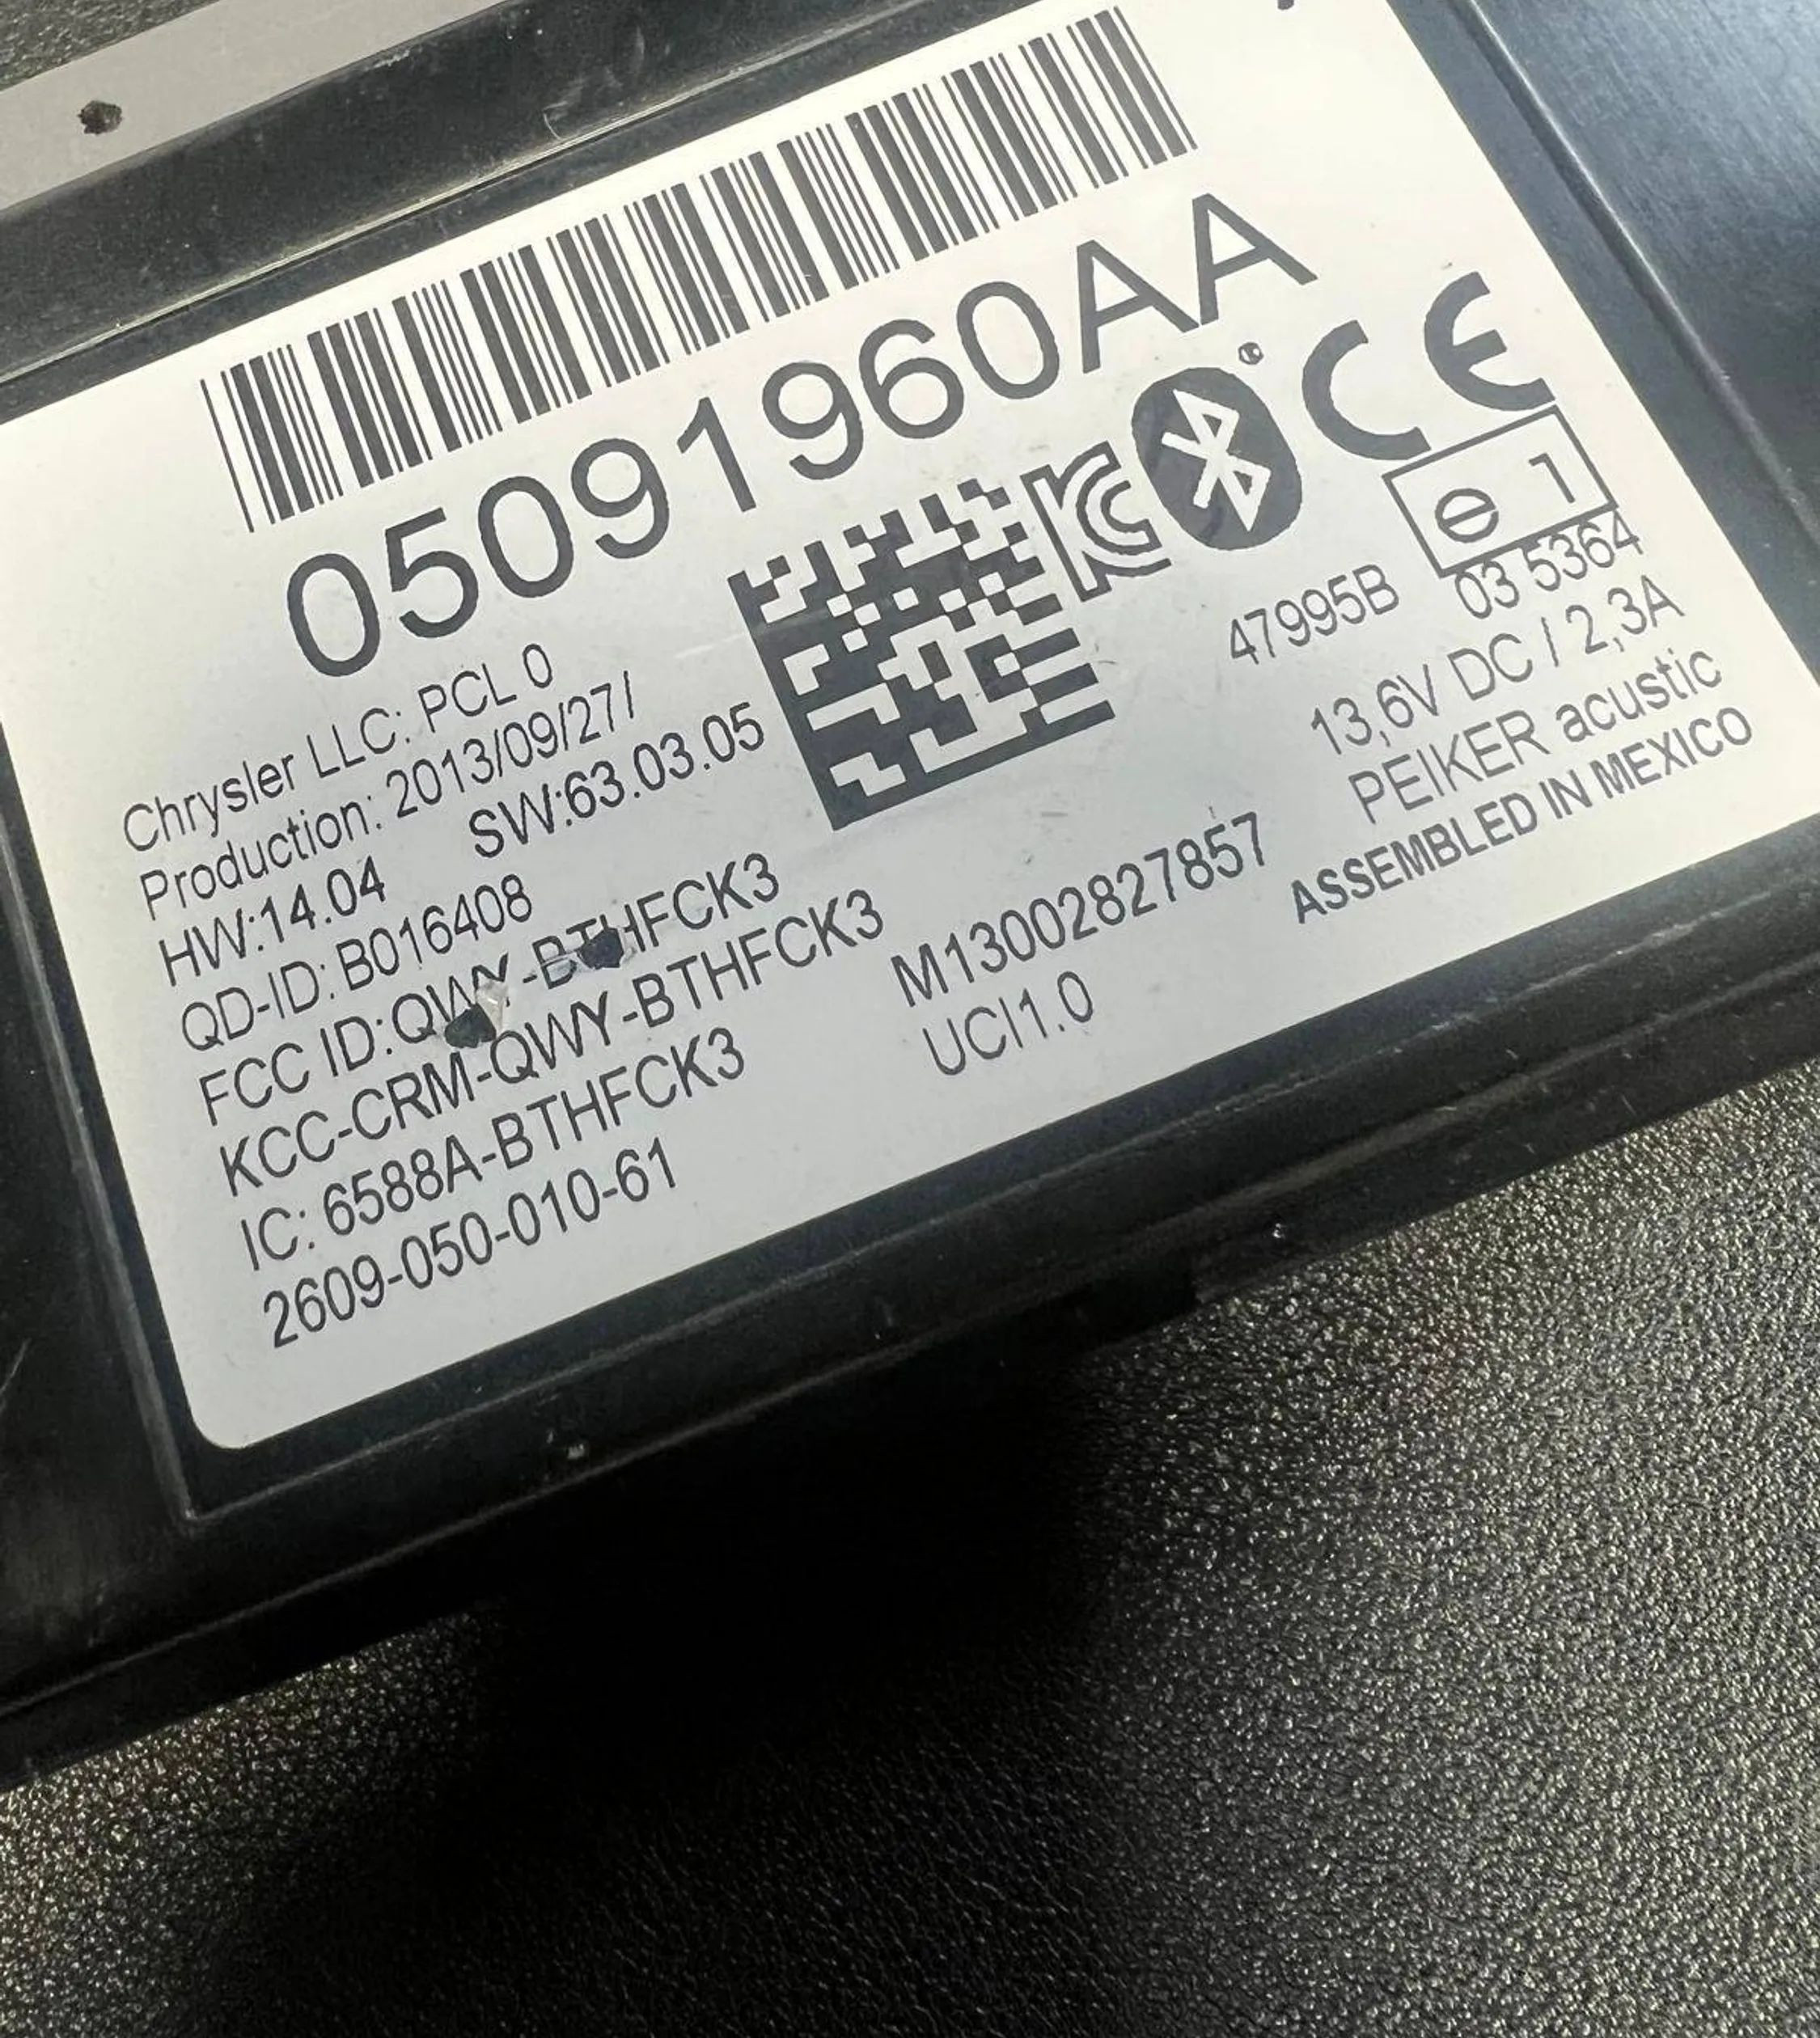 05091960AA
CE
e 1
03 5364
47995B
13,6V DC / 2,3A
PEIKER acustic
ASSEMBLED IN MEXICO
Chrysler LLC: PCL 0
Production: 2013/09/27/
HW:14.04 SW:63.03.05
QD-ID: B016408
FCC ID:QWY-BTHFCK3
KCC-CRM-QWY-BTHFCK3
IC: 6588A-BTHFCK3
2609-050-010-61
M13002827857
UCI1.0